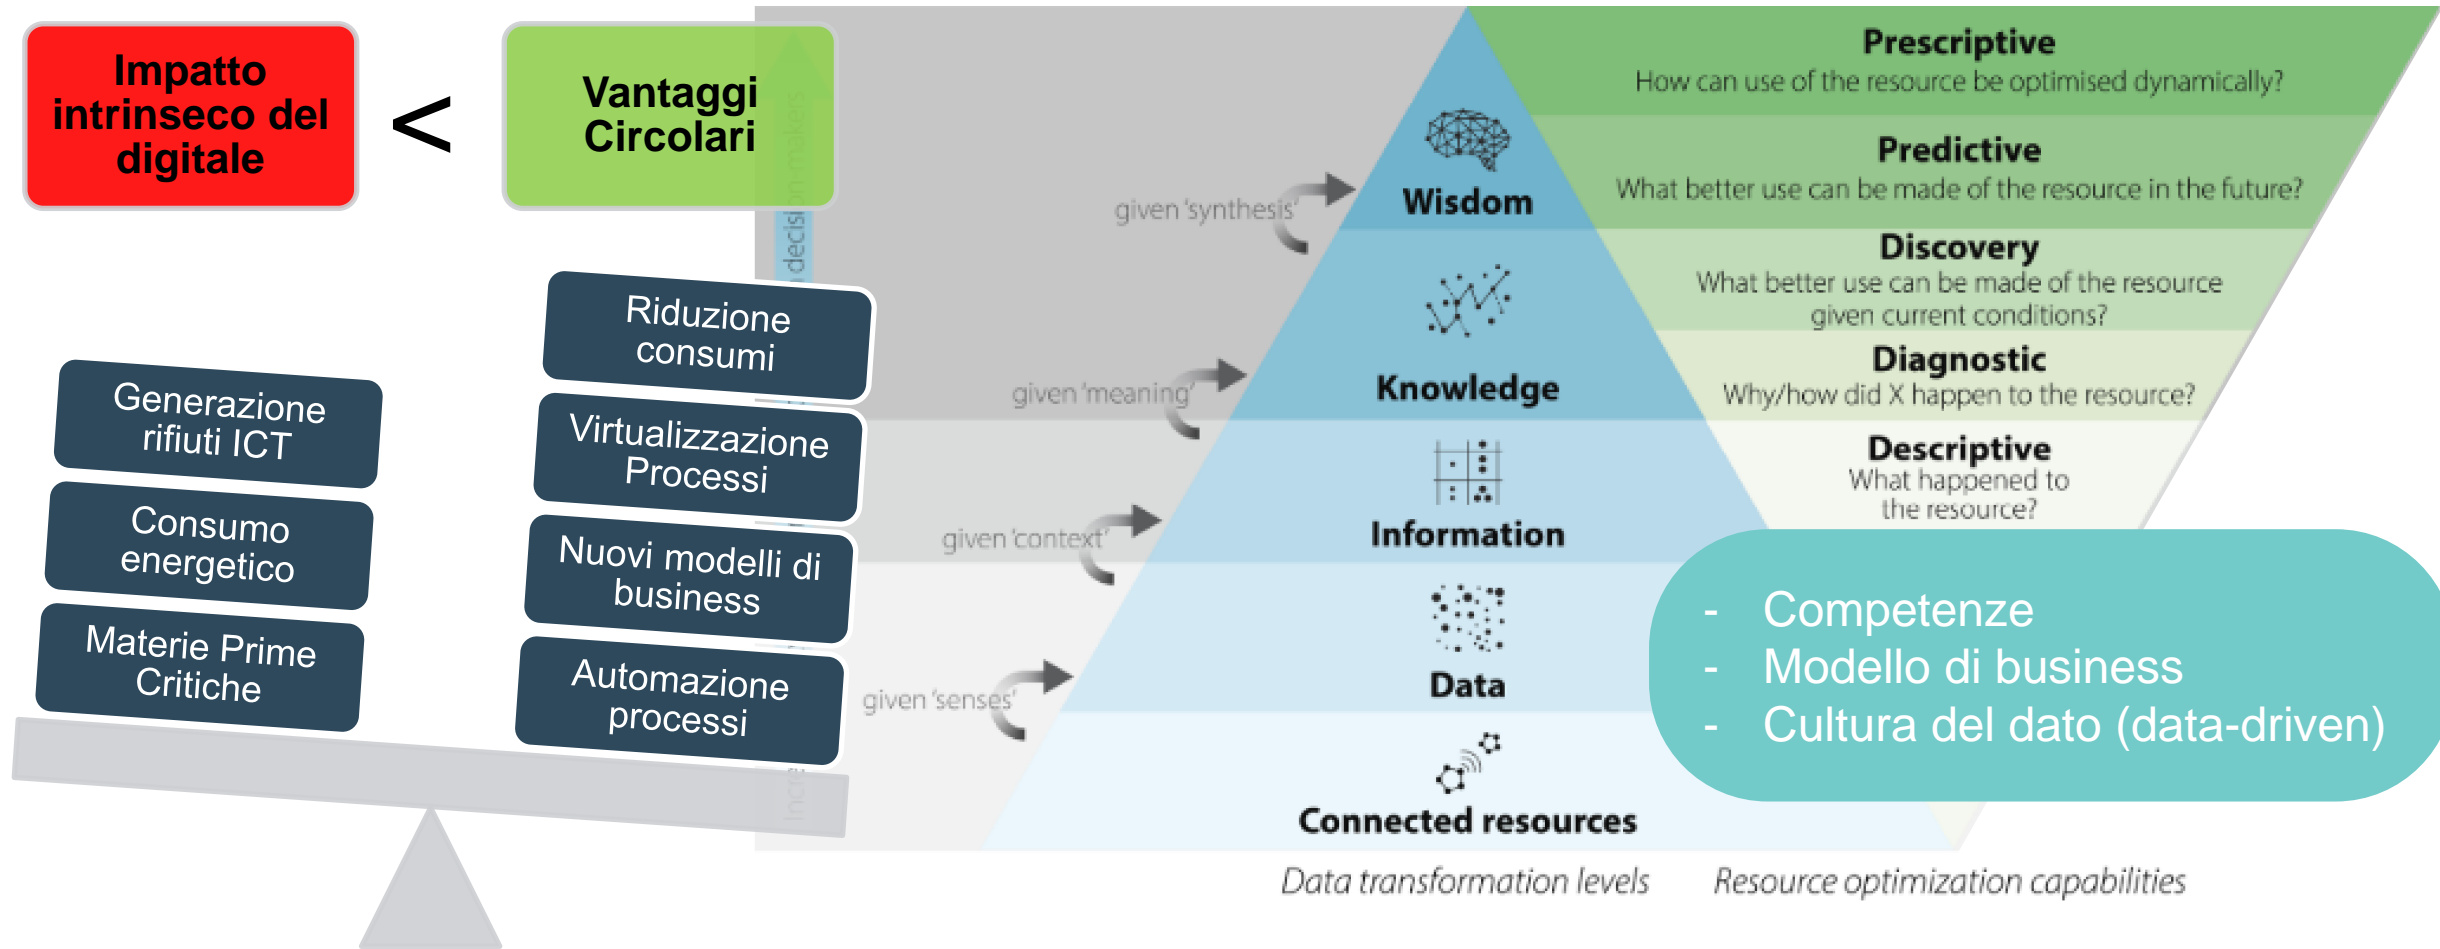 Impatto
intrinseco del
digitale
<
Vantaggi
Circolari
Generazione
rifiuti ICT
Consumo
energetico
Materie Prime
Critiche
Riduzione
consumi
Virtualizzazione
Processi
Nuovi modelli di
business
Automazione
processi
decision-makers
given 'synthesis'
given 'meaning'
given 'context'
given 'senses'
Wisdom
Knowledge
Information
Data
Connected resources
Data transformation levels
Prescriptive
How can use of the resource be optimised dynamically?
Predictive
What better use can be made of the resource in the future?
Discovery
What better use can be made of the resource
given current conditions?
Diagnostic
Why/how did X happen to the resource?
Descriptive
What happened to
the resource?
- Competenze
- Modello di business
- Cultura del dato (data-driven)
Resource optimization capabilities